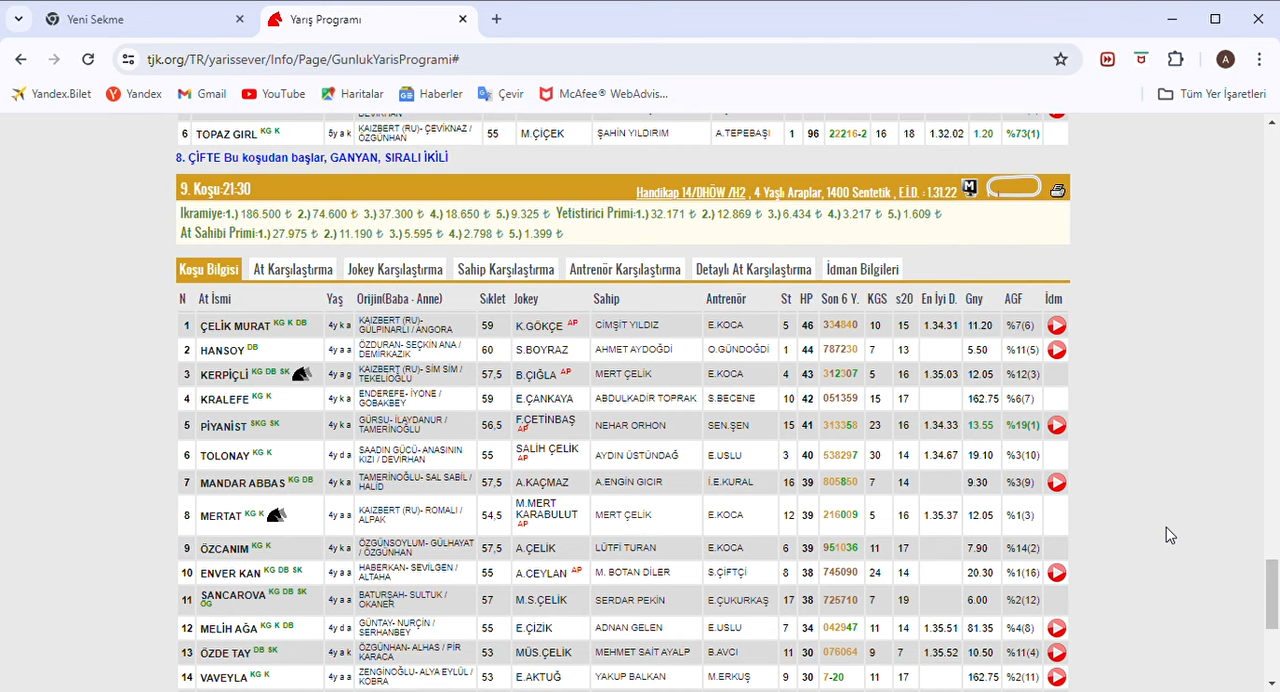 Yeni Sekme
Yarış Programı
tjk.org/TR/yarissever/Info/Page/GunlukYarisProgrami#
A
Yandex.Bilet Yandex Gmail YouTube Haritalar Haberler Çevir McAfee® WebAdvis... Tüm Yer İşaretleri
6 TOPAZ GIRL KG K 5y a k KAIZBERT (RU)- ÇEVİKNAZ / ÖZGÜNHAN 55 M.ÇİÇEK ŞAHİN YILDIRIM A.TEPEBAŞI 1 96 22216-2 16 18 1.32.02 1.20 %73(1)
8. ÇİFTE Bu koşudan başlar, GANYAN, SIRALI İKİLİ
9. Koşu:21:30
Handikap 14/DHÖW /H2 , 4 Yaşlı Araplar, 1400 Sentetik , E.İ.D. : 1.31.22 M
Ikramiye:1.) 186.500 ₺ 2.) 74.600 ₺ 3.) 37.300 ₺ 4.) 18.650 ₺ 5.) 9.325 ₺ Yetistirici Primi:1.) 32.171 ₺ 2.) 12.869 ₺ 3.) 6.434 ₺ 4.) 3.217 ₺ 5.) 1.609 ₺
At Sahibi Primi:1.) 27.975 ₺ 2.) 11.190 ₺ 3.) 5.595 ₺ 4.) 2.798 ₺ 5.) 1.399 ₺
Koşu Bilgisi At Karşılaştırma Jokey Karşılaştırma Sahip Karşılaştırma Antrenör Karşılaştırma Detaylı At Karşılaştırma İdman Bilgileri
N At İsmi Yaş Orijin(Baba - Anne) Sıklet Jokey Sahip Antrenör St HP Son 6 Y. KGS s20 En İyi D. Gny AGF İdm
1 ÇELİK MURAT KG K DB 4y k a KAIZBERT (RU)- GÜLPINARLI / ANGORA 59 K.GÖKÇE AP CİMŞİT YILDIZ E.KOCA 5 46 334840 10 15 1.34.31 11.20 %7(6)
2 HANSOY DB 4y a a ÖZDURAN- SEÇKİN ANA / DEMİRKAZIK 60 S.BOYRAZ AHMET AYDOĞDİ O.GÜNDOĞDİ 1 44 787230 7 13 5.50 %11(5)
3 KERPİÇLİ KG DB SK 4y a g KAIZBERT (RU)- SİM SİM / TEKELİOĞLU 57,5 B.ÇIĞLA AP MERT ÇELİK E.KOCA 4 43 312307 5 16 1.35.03 12.05 %12(3)
4 KRALEFE KG K 4y k a ENDEREFE- İYONE / GÖBAKBEY 59 E.ÇANKAYA ABDULKADİR TOPRAK S.BECENE 10 42 051359 15 17 162.75 %6(7)
5 PİYANİST SKG SK 4y k a GÜRSU- İLAYDANUR / TAMERİNOĞLU 56,5 F.ÇETİNBAŞ AP NEHAR ORHON SEN.ŞEN 15 41 313358 23 16 1.34.33 13.55 %19(1)
6 TOLONAY KG K 4y d a SAADIN GÜCÜ- ANASININ KIZI / DEVİRHAN 55 SALİH ÇELİK AP AYDIN ÜSTÜNDAĞ E.USLU 3 40 538297 30 14 1.34.67 19.10 %3(10)
7 MANDAR ABBAS KG DB 4y k a TAMERİNOĞLU- SAL SABİL / HALİD 57,5 A.KAÇMAZ A.ENGİN GICIR İ.E.KURAL 16 39 805850 7 14 9.30 %3(9)
8 MERTAT KG K 4y a a KAIZBERT (RU)- ROMALI / ALPAK 54,5 M.MERT KARABULUT AP MERT ÇELİK E.KOCA 12 39 216009 5 16 1.35.37 12.05 %1(3)
9 ÖZCANIM KG K 4y k a ÖZGÜNSOYLUM- GÜLHAYAT / ÖZGÜNHAN 57,5 A.ÇELİK LÜTFİ TURAN E.KOCA 6 39 951036 11 17 7.90 %14(2)
10 ENVER KAN KG DB SK 4y a a HABERKAN- SEVİLGEN / ALTAHA 55 A.CEYLAN AP M. BOTAN DİLER S.ÇİFTÇİ 8 38 745090 24 14 20.30 %1(16)
11 SANCAROVA KG DB SK ÖG 4y a a BATURŞAH- SULTUK / OKANER 57 M.S.ÇELİK SERDAR PEKİN E.ÇUKURKAŞ 17 38 725710 7 19 6.00 %2(12)
12 MELİH AĞA KG K DB 4y d a GÜNTAY- NURÇİN / SERHANBEY 55 E.ÇİZİK ADNAN GELEN E.USLU 7 34 042947 11 14 1.35.51 81.35 %4(8)
13 ÖZDE TAY DB SK 4y a k ÖZGÜNHAN- ALHAS / PİR KARACA 53 MÜS.ÇELİK MEHMET SAİT AYALP B.AVCI 11 30 076064 9 7 1.35.52 10.50 %11(4)
14 VAVEYLA KG K 4y a a ZENGİNOĞLU- ALYA EYLÜL / KOBRA 53 E.AKTUĞ YAKUP BALKAN M.ERKUŞ 9 30 7-20 11 17 162.75 %2(11)